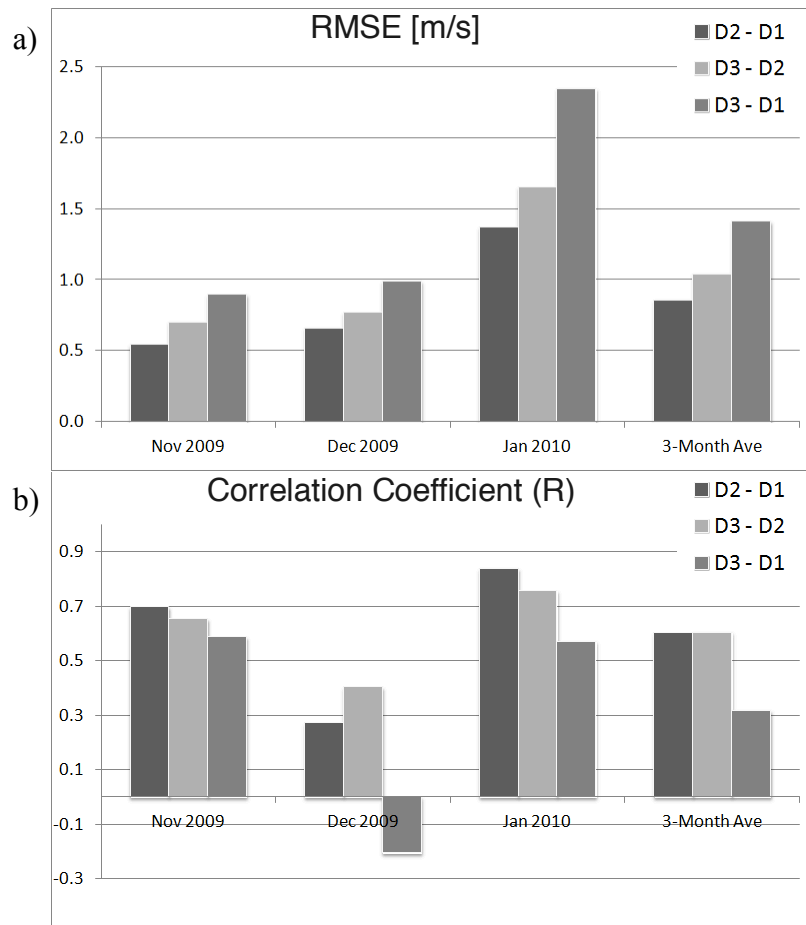 a)
RMSE [m/s]
D2 - D1
D3 - D2
D3 - D1
2.5
2.0
1.5
1.0
0.5
0.0
Nov 2009 Dec 2009 Jan 2010 3-Month Ave
b)
Correlation Coefficient (R)
D2 - D1
D3 - D2
D3 - D1
0.9
0.7
0.5
0.3
0.1
-0.1
-0.3
Nov 2009 Dec 2009 Jan 2010 3-Month Ave